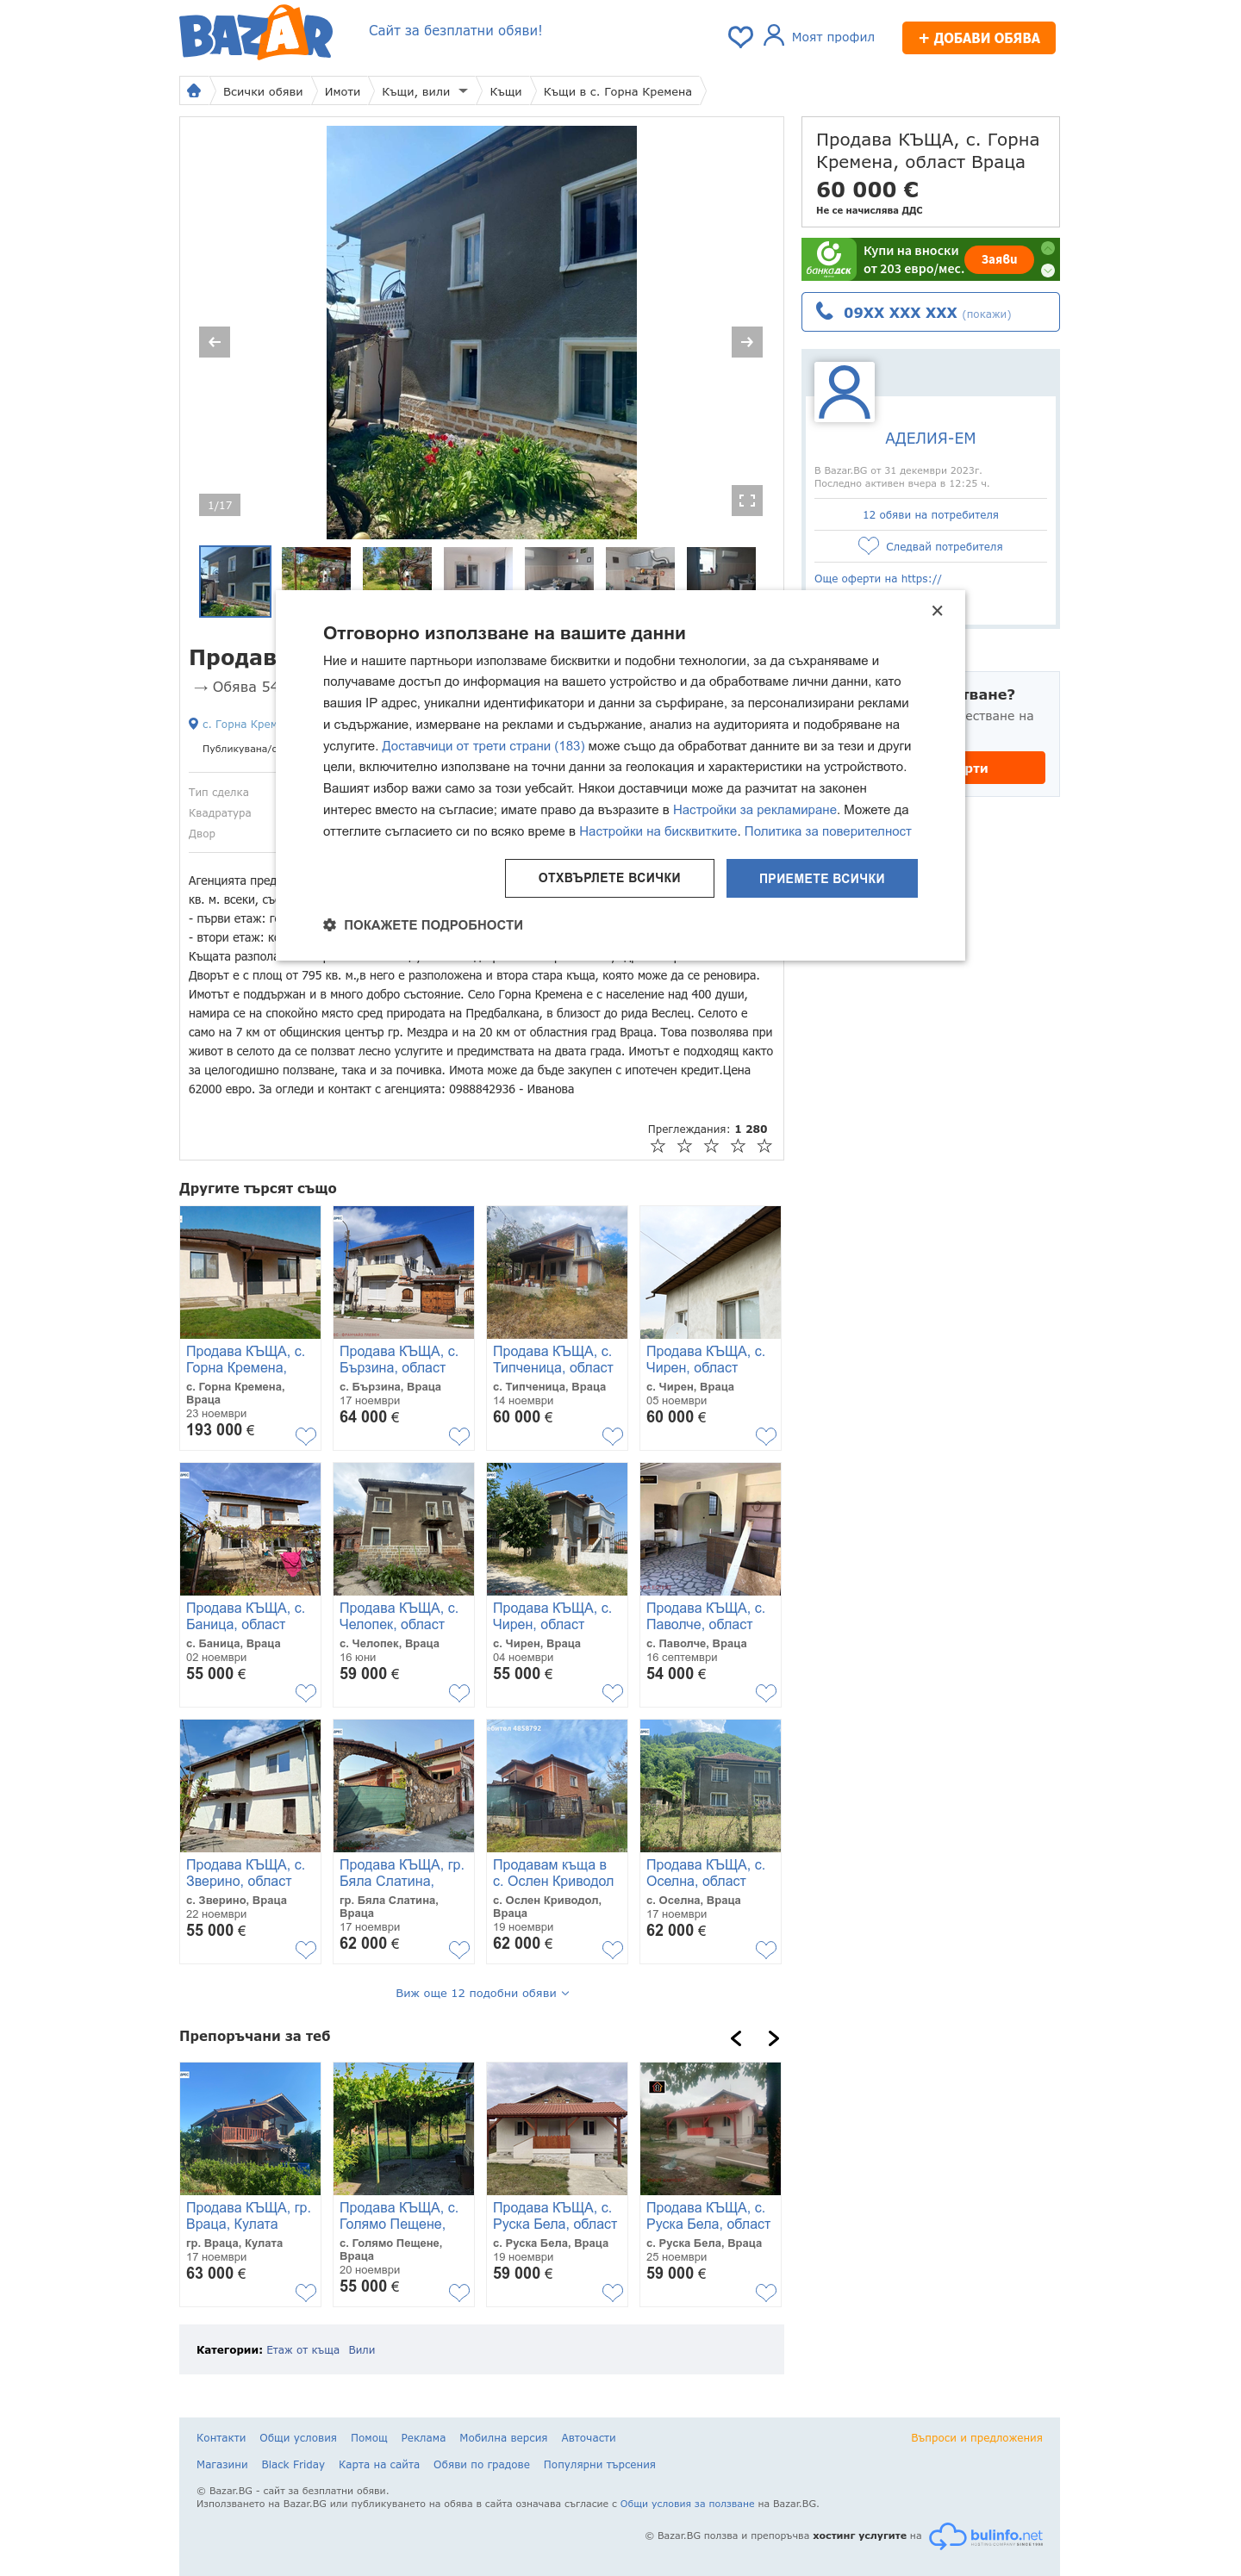 BAZAR
Сайт за безплатни обяви!
Моят профил
+ ДОБАВИ ОБЯВА
Всички обяви
Имоти
Къщи, вили
Къщи
Къщи в с. Горна Кремена
1/17
Продава КЪЩА, с. Горна
Кремена, област Враца
60 000 €
Не се начислява ДДС
банка дск
Купи на вноски
от 203 евро/мес.
Заяви
09XX XXX XXX (покажи)
АДЕЛИЯ-ЕМ
В Bazar.BG от 31 декември 2023г.
Последно активен вчера в 12:25 ч.
12 обяви на потребителя
Следвай потребителя
Още оферти на https://
Продав
→ Обява 54
с. Горна Крем
Публикувана/о
Тип сделка
Квадратура
Двор
×
Отговорно използване на вашите данни
Ние и нашите партньори използваме бисквитки и подобни технологии, за да съхраняваме и
получаваме достъп до информация на вашето устройство и да обработваме лични данни, като
вашия IP адрес, уникални идентификатори и данни за сърфиране, за персонализирани реклами
и съдържание, измерване на реклами и съдържание, анализ на аудиторията и подобряване на
услугите. Доставчици от трети страни (183) може също да обработват данните ви за тези и други
цели, включително използване на точни данни за геолокация и характеристики на устройството.
Вашият избор важи само за този уебсайт. Някои доставчици може да разчитат на законен
интерес вместо на съгласие; имате право да възразите в Настройки за рекламиране. Можете да
оттеглите съгласието си по всяко време в Настройки на бисквитките. Политика за поверителност
ОТХВЪРЛЕТЕ ВСИЧКИ
ПРИЕМЕТЕ ВСИЧКИ
ПОКАЖЕТЕ ПОДРОБНОСТИ
тване?
местване на
рти
Агенцията пред
кв. м. всеки, съ
- първи етаж: го
- втори етаж: ко
Къщата разпола
Дворът е с площ от 795 кв. м.,в него е разположена и втора стара къща, която може да се реновира.
Имотът е поддържан и в много добро състояние. Село Горна Кремена е с население над 400 души,
намира се на спокойно място сред природата на Предбалкана, в близост до рида Веслец. Селото е
само на 7 км от общинския център гр. Мездра и на 20 км от областния град Враца. Това позволява при
живот в селото да се ползват лесно услугите и предимствата на двата града. Имотът е подходящ както
за целогодишно ползване, така и за почивка. Имота може да бъде закупен с ипотечен кредит.Цена
62000 евро. За огледи и контакт с агенцията: 0988842936 - Иванова
Преглеждания: 1 280
Другите търсят също
Продава КЪЩА, с.
Горна Кремена,
с. Горна Кремена,
Враца
23 ноември
193 000 €
Продава КЪЩА, с.
Бързина, област
с. Бързина, Враца
17 ноември
64 000 €
Продава КЪЩА, с.
Типченица, област
с. Типченица, Враца
14 ноември
60 000 €
Продава КЪЩА, с.
Чирен, област
с. Чирен, Враца
05 ноември
60 000 €
Продава КЪЩА, с.
Баница, област
с. Баница, Враца
02 ноември
55 000 €
Продава КЪЩА, с.
Челопек, област
с. Челопек, Враца
16 юни
59 000 €
Продава КЪЩА, с.
Чирен, област
с. Чирен, Враца
04 ноември
55 000 €
Продава КЪЩА, с.
Паволче, област
с. Паволче, Враца
16 септември
54 000 €
Продава КЪЩА, с.
Зверино, област
с. Зверино, Враца
22 ноември
55 000 €
Продава КЪЩА, гр.
Бяла Слатина,
гр. Бяла Слатина,
Враца
17 ноември
62 000 €
обител 4858792
Продавам къща в
с. Ослен Криводол
с. Ослен Криводол,
Враца
19 ноември
62 000 €
Продава КЪЩА, с.
Оселна, област
с. Оселна, Враца
17 ноември
62 000 €
Виж още 12 подобни обяви
Препоръчани за теб
Продава КЪЩА, гр.
Враца, Кулата
гр. Враца, Кулата
17 ноември
63 000 €
Продава КЪЩА, с.
Голямо Пещене,
с. Голямо Пещене,
Враца
20 ноември
55 000 €
Продава КЪЩА, с.
Руска Бела, област
с. Руска Бела, Враца
19 ноември
59 000 €
Продава КЪЩА, с.
Руска Бела, област
с. Руска Бела, Враца
25 ноември
59 000 €
Категории: Етаж от къща Вили
Контакти Общи условия Помощ Реклама Мобилна версия Авточасти
Въпроси и предложения
Магазини Black Friday Карта на сайта Обяви по градове Популярни търсения
© Bazar.BG - сайт за безплатни обяви.
Използването на Bazar.BG или публикуването на обява в сайта означава съгласие с Общи условия за ползване на Bazar.BG.
© Bazar.BG ползва и препоръчва хостинг услугите на
bulinfo.net